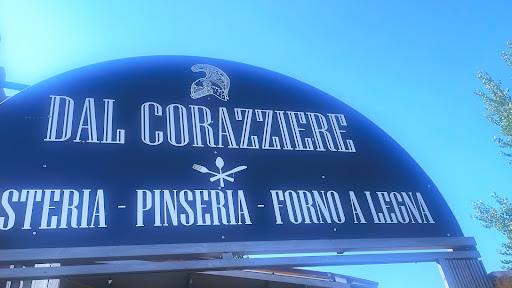 DAL CORAZZIERE
STERIA - PINSERIA - FORNO A LEGNA